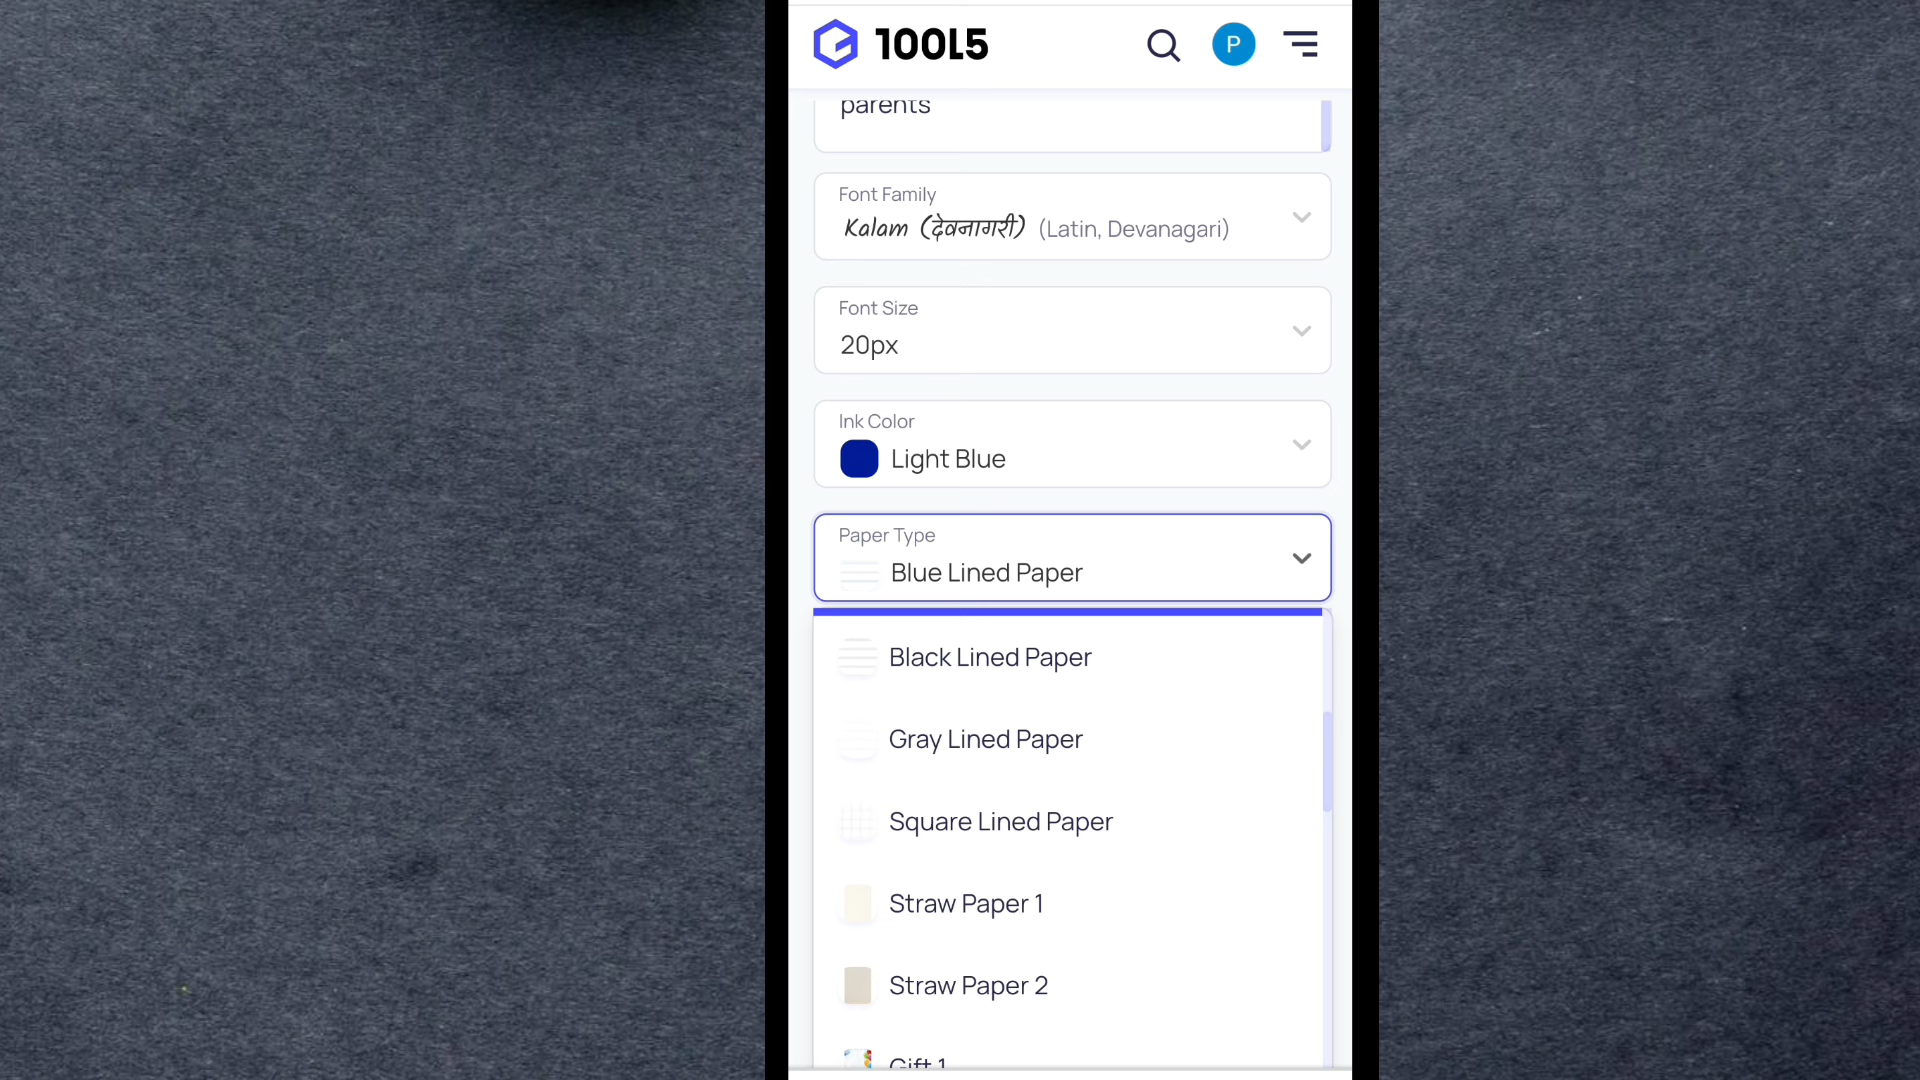 10015
P
parents
Font Family
Kalam (देवनागरी) (Latin, Devanagari)
Font Size
20px
Ink Color
Light Blue
Paper Type
Blue Lined Paper
Black Lined Paper
Gray Lined Paper
Square Lined Paper
Straw Paper 1
Straw Paper 2
Gift 1